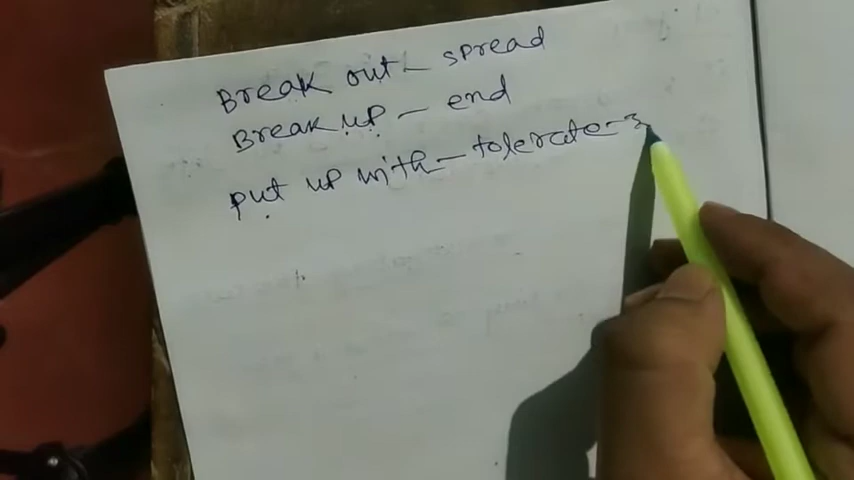 Break out - spread
Break up - end
put up with - tolerate -